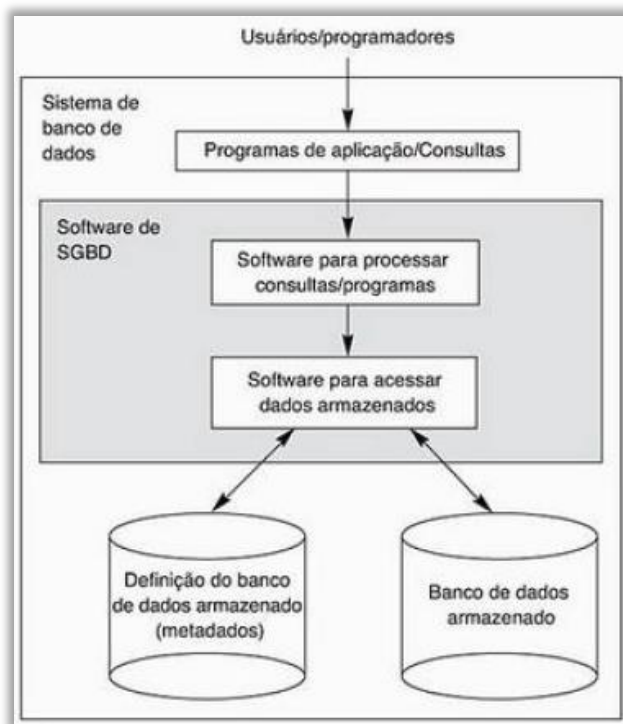 Usuários/programadores
Sistema de
banco de
dados
Programas de aplicação/Consultas
Software de
SGBD
Software para processar
consultas/programas
Software para acessar
dados armazenados
Definição do banco
de dados armazenado
(metadados)
Banco de dados
armazenado